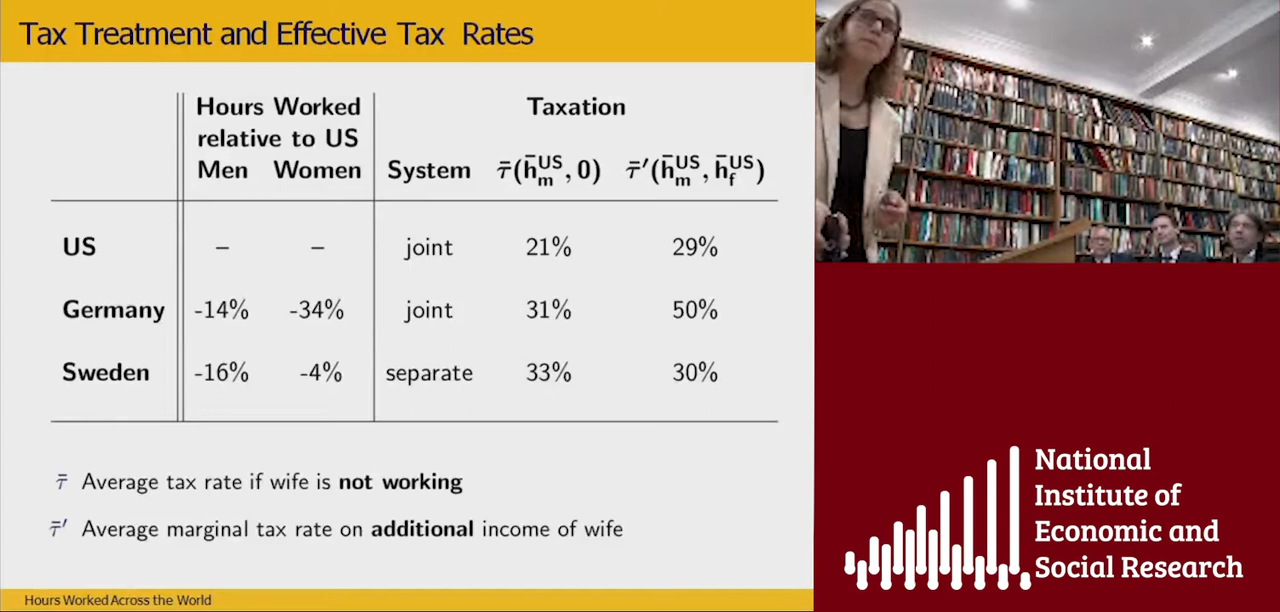 Tax Treatment and Effective Tax Rates
Hours Worked
relative to US
Men Women
Taxation
System τ̄(h̄ᵐᵁˢ, 0) τ̄′(h̄ᵐᵁˢ, h̄fᵁˢ)
US – – joint 21% 29%
Germany -14% -34% joint 31% 50%
Sweden -16% -4% separate 33% 30%
τ̄ Average tax rate if wife is not working
τ̄′ Average marginal tax rate on additional income of wife
Hours Worked Across the World
National
Institute of
Economic and
Social Research